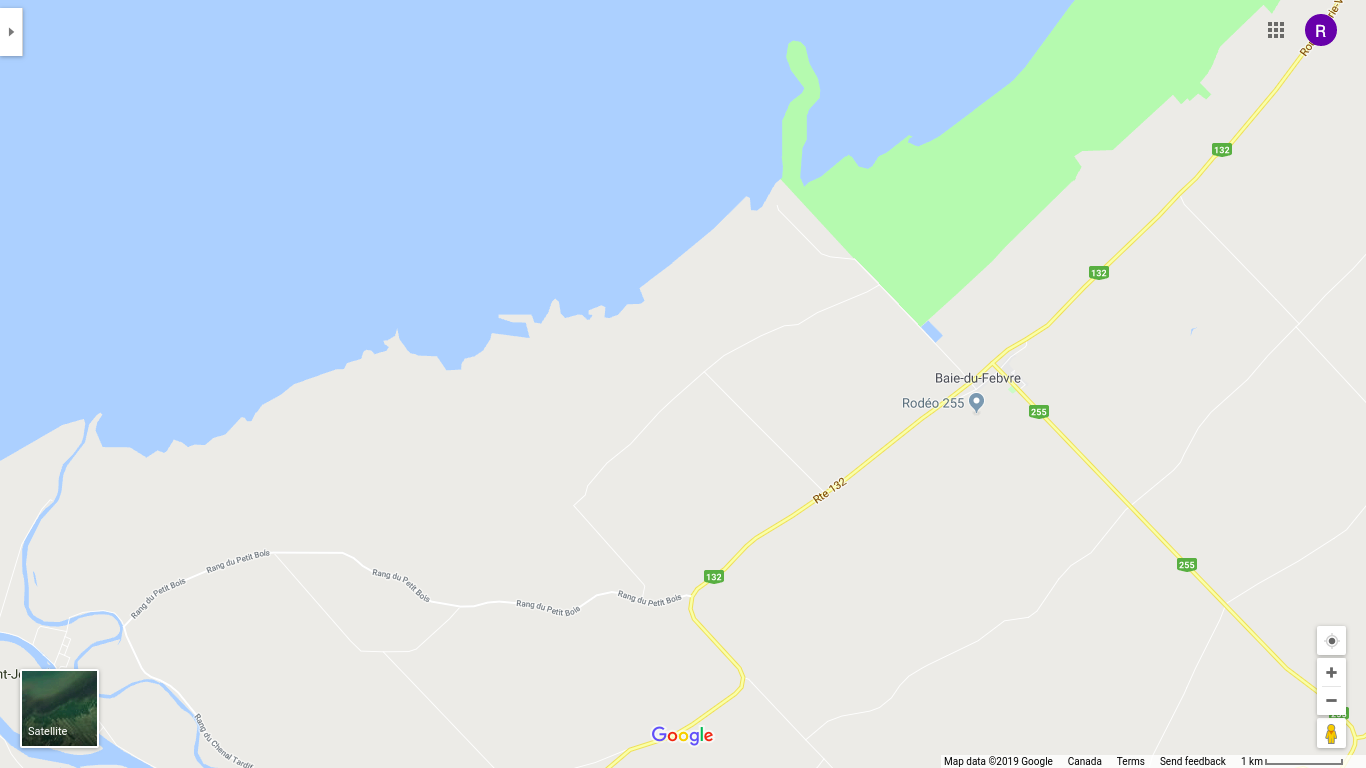 R
132
132
Baie-du-Febvre
Rodéo 255
255
Rte 132
Rang du Petit Bois
Rang du Petit Bois
132
255
Rang du Petit Bois
Rang du Petit Bois
Rang du Petit Bois
Satellite
Rang du Chenal Tardif
Google
Map data ©2019 Google Canada Terms Send feedback 1 km